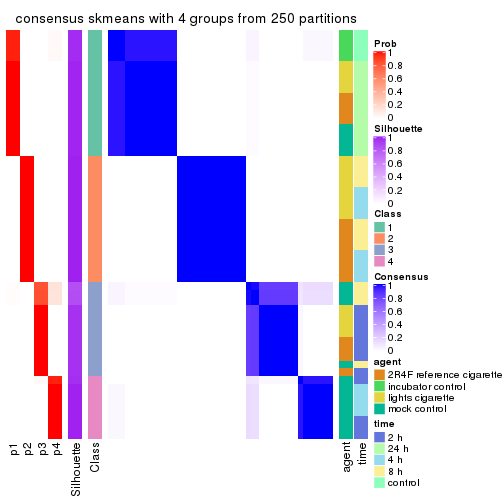 consensus skmeans with 4 groups from 250 partitions
Prob
1
0.8
0.6
0.4
0.2
0
Silhouette
1
0.8
0.6
0.4
0.2
0
Class
1
2
3
4
Consensus
1
0.8
0.6
0.4
0.2
0
agent
2R4F reference cigarette
incubator control
lights cigarette
mock control
time
2 h
24 h
4 h
8 h
control
p1
p2
p3
p4
Silhouette
Class
agent
time